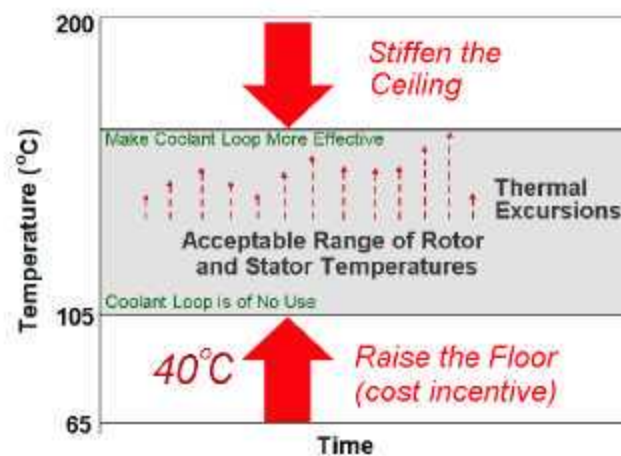 200
Stiffen the
Ceiling
Make Coolant Loop More Effective
Thermal
Excursions
Acceptable Range of Rotor
and Stator Temperatures
Coolant Loop is of No Use
105
40°C
Raise the Floor
(cost incentive)
65
Time
Temperature (°C)